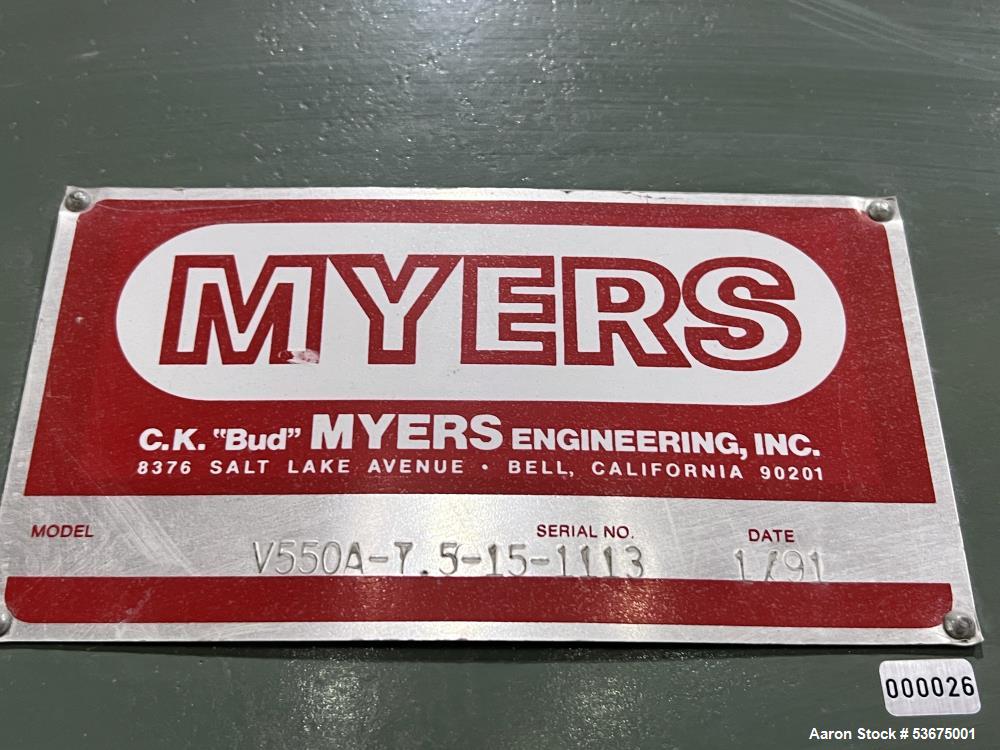 MYERS
C.K. "Bud" MYERS ENGINEERING, INC.
8376 SALT LAKE AVENUE • BELL, CALIFORNIA 90201
MODEL SERIAL NO. DATE
V550A-7.5-15-1113 1/91
000026
Aaron Stock # 53675001